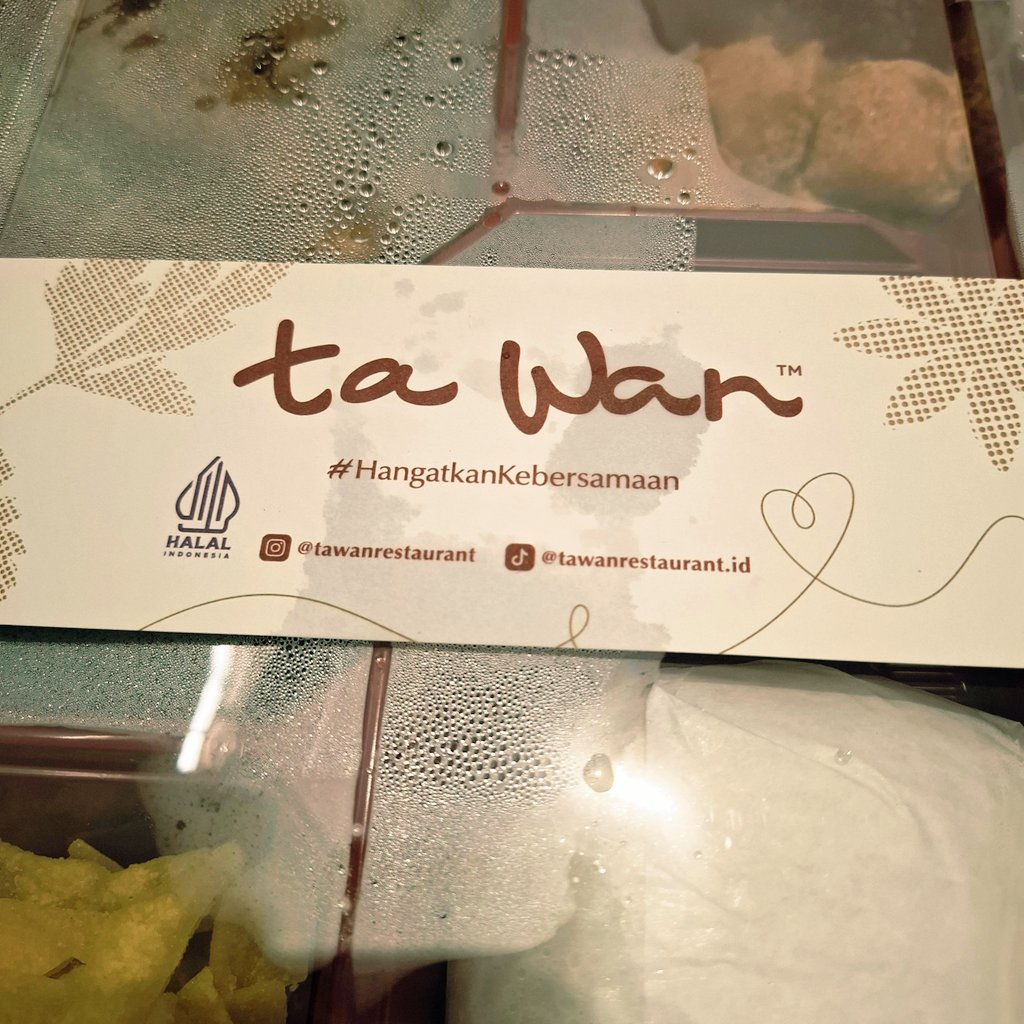 ta wan™
#HangatkanKebersamaan
HALAL
INDONESIA
@tawanrestaurant
@tawanrestaurant.id